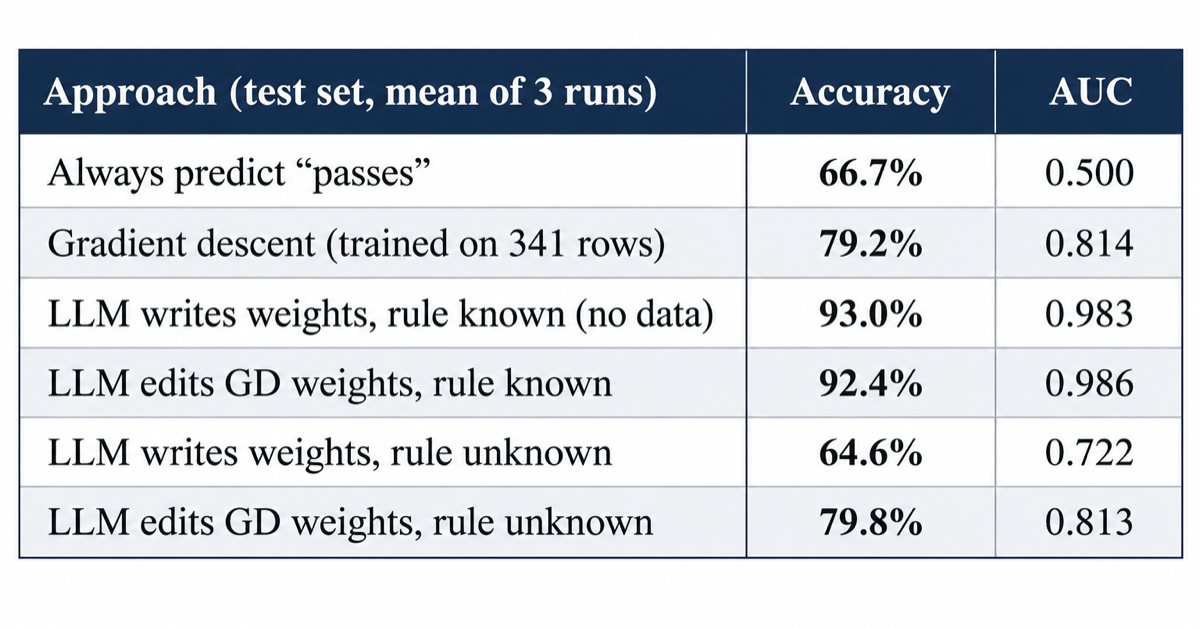 Approach (test set, mean of 3 runs) Accuracy AUC
Always predict “passes” 66.7% 0.500
Gradient descent (trained on 341 rows) 79.2% 0.814
LLM writes weights, rule known (no data) 93.0% 0.983
LLM edits GD weights, rule known 92.4% 0.986
LLM writes weights, rule unknown 64.6% 0.722
LLM edits GD weights, rule unknown 79.8% 0.813